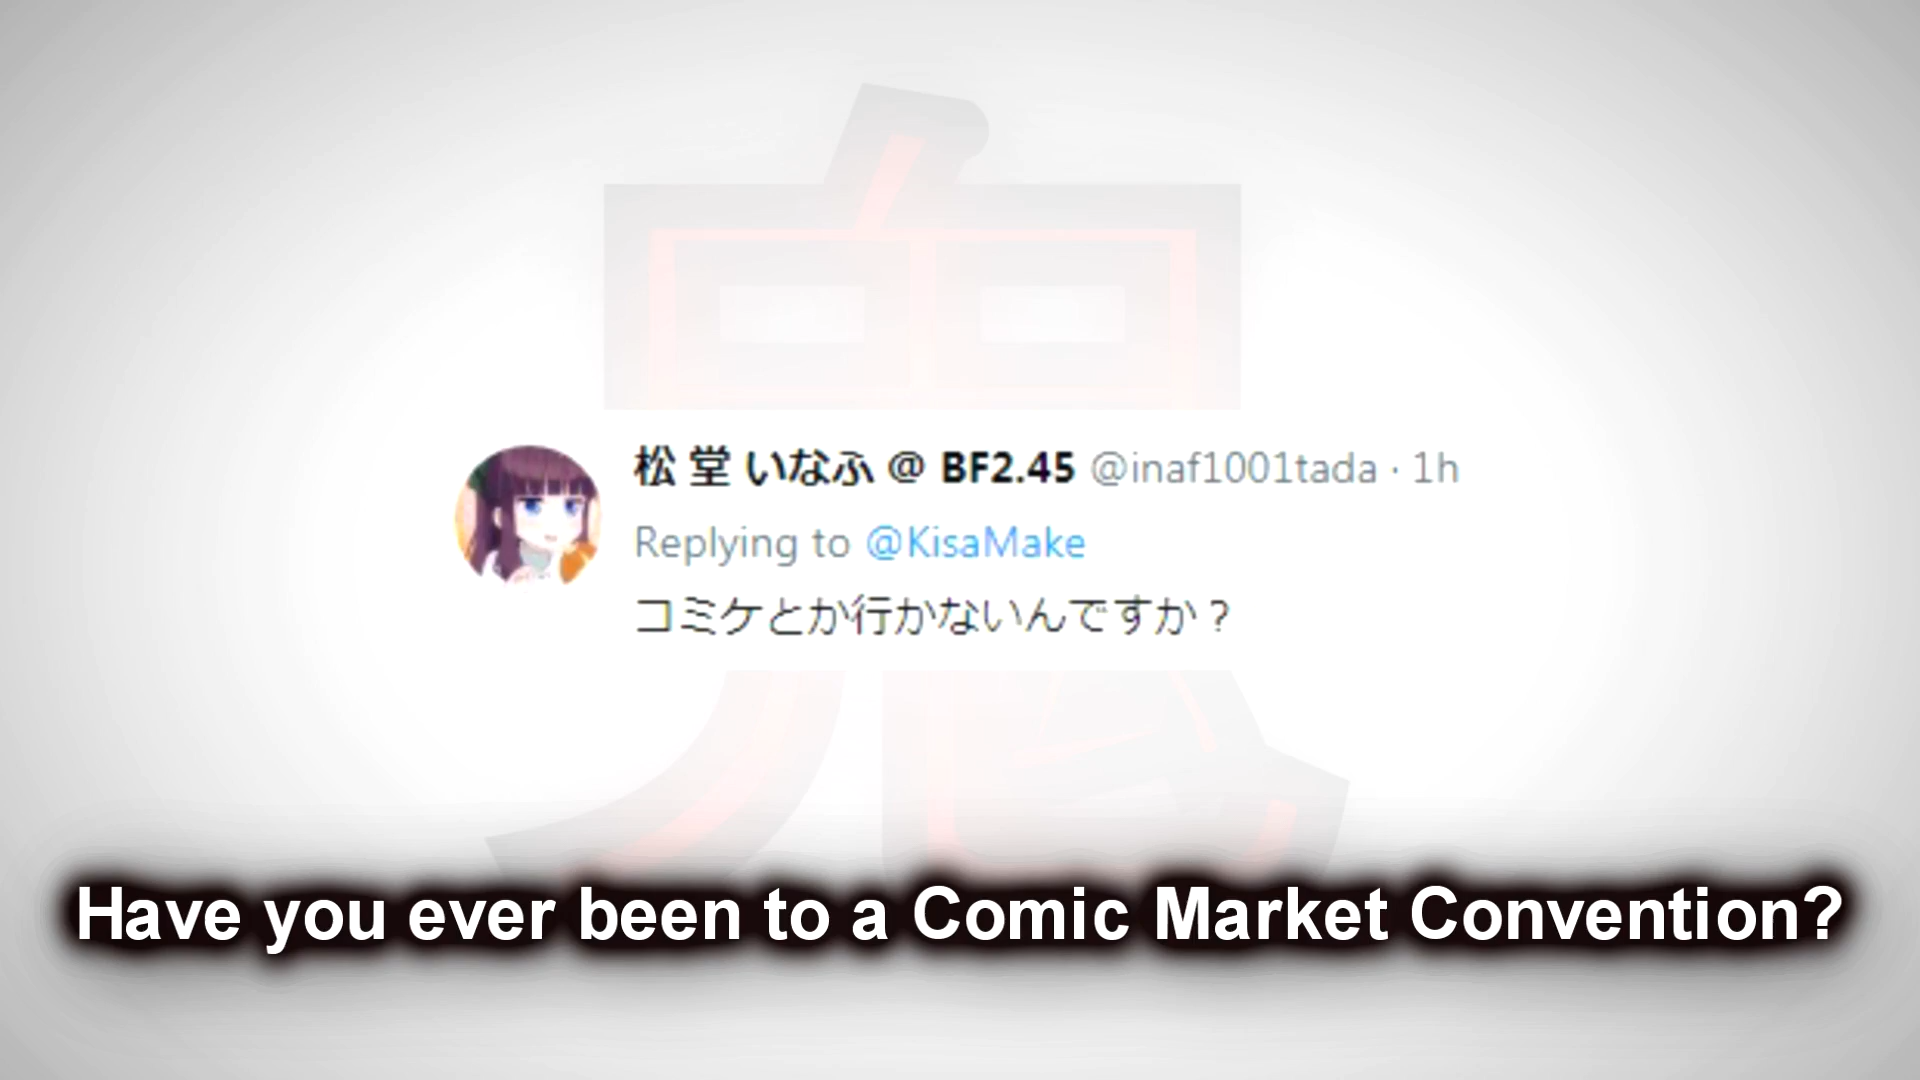 松 堂 いなふ @ BF2.45 @inaf1001tada · 1h
Replying to @KisaMake
コミケとか行かないんですか？
Have you ever been to a Comic Market Convention?